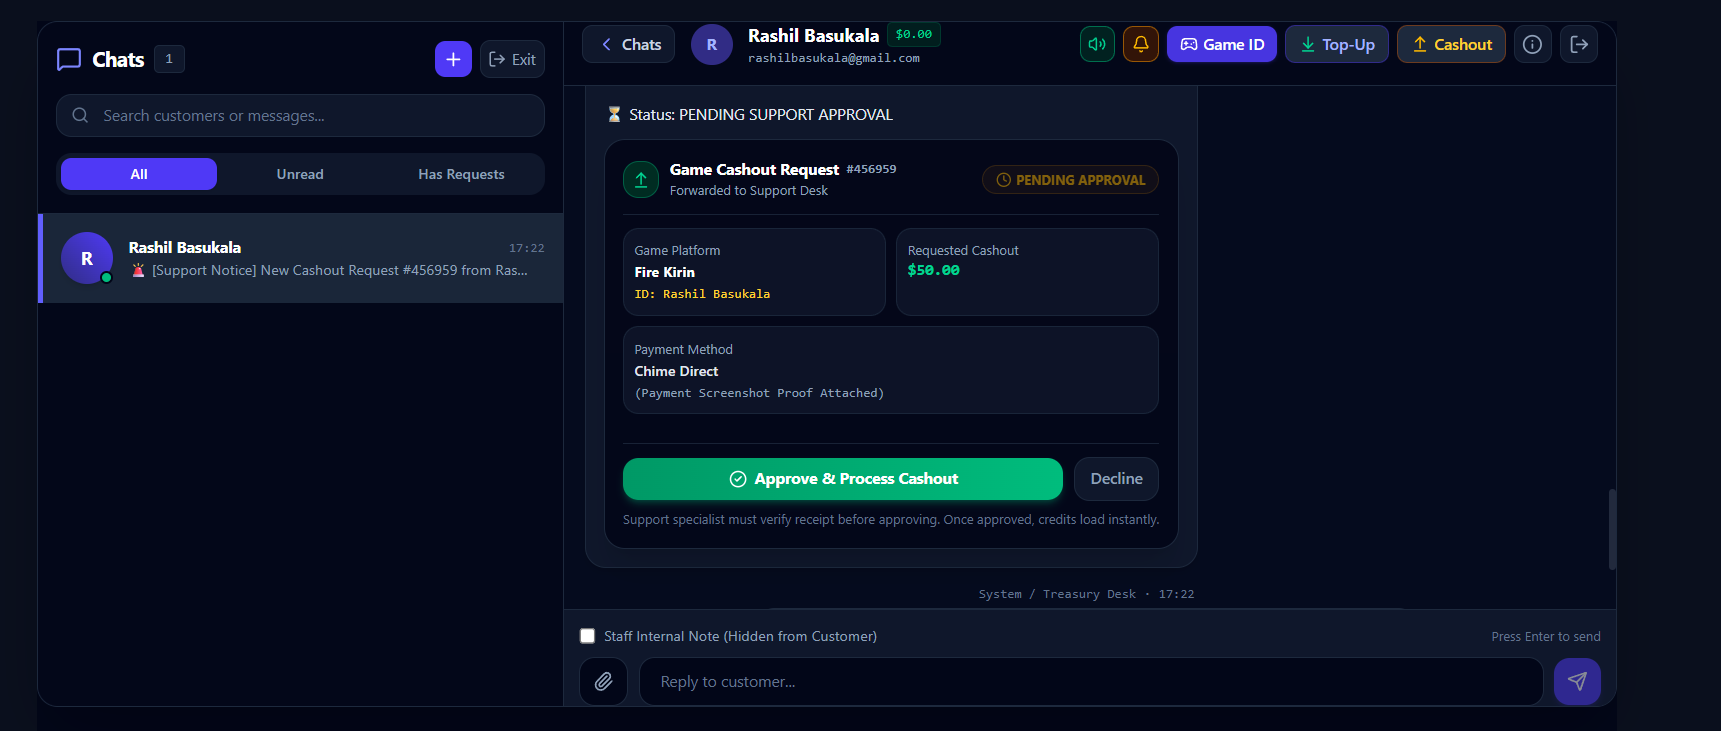 Chats 1
Exit
Search customers or messages...
All Unread Has Requests
R
Rashil Basukala 17:22
[Support Notice] New Cashout Request #456959 from Ras...
Chats
R
Rashil Basukala $0.00
rashilbasukala@gmail.com
Game ID
Top-Up
Cashout
Status: PENDING SUPPORT APPROVAL
Game Cashout Request #456959
Forwarded to Support Desk
PENDING APPROVAL
Game Platform
Fire Kirin
ID: Rashil Basukala
Requested Cashout
$50.00
Payment Method
Chime Direct
(Payment Screenshot Proof Attached)
Approve & Process Cashout
Decline
Support specialist must verify receipt before approving. Once approved, credits load instantly.
System / Treasury Desk · 17:22
Staff Internal Note (Hidden from Customer)
Press Enter to send
Reply to customer...